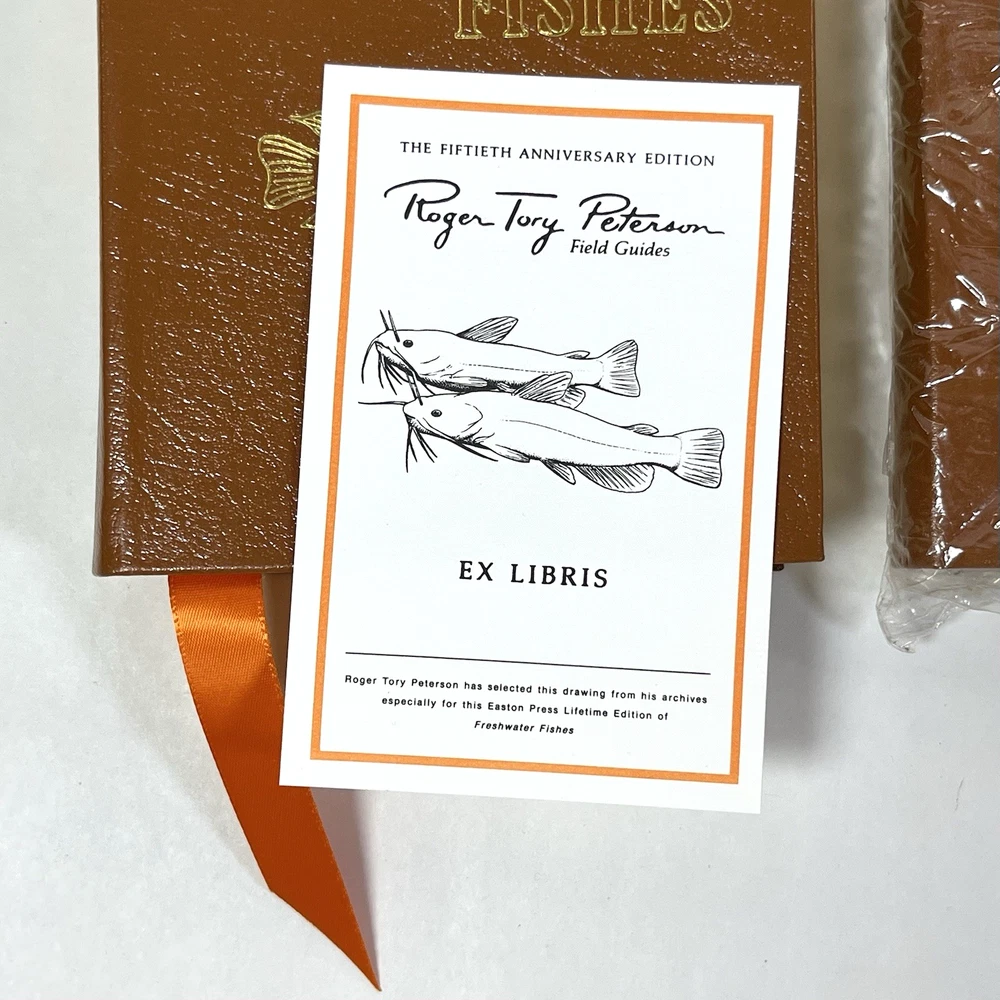 FISHES
THE FIFTIETH ANNIVERSARY EDITION
Roger Tory Peterson
Field Guides
EX LIBRIS
Roger Tory Peterson has selected this drawing from his archives
especially for this Easton Press Lifetime Edition of
Freshwater Fishes